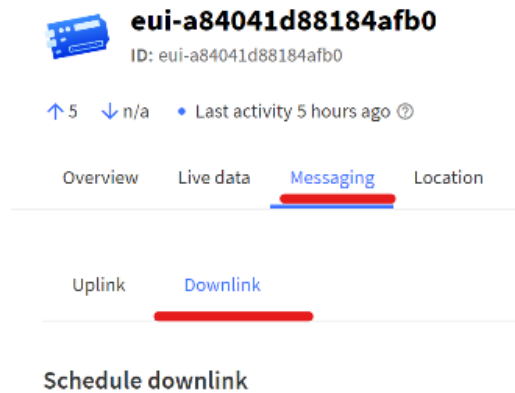 eui-a84041d88184afb0
ID: eui-a84041d88184afb0
↑ 5 ↓ n/a • Last activity 5 hours ago ?
Overview Live data Messaging Location
Uplink Downlink
Schedule downlink